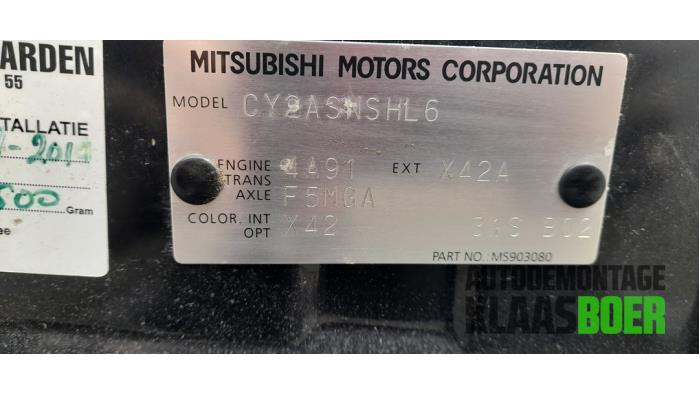 ARDEN
55
TALLATIE
Gram
ee
MITSUBISHI MOTORS CORPORATION
MODEL CY2ASNSHL6
ENGINE 4A91 EXT X42A
TRANS AXLE F5MGA
COLOR, INT OPT X42 31S B02
PART NO.: MS903080
AUTODEMONTAGE
KLAASBOER